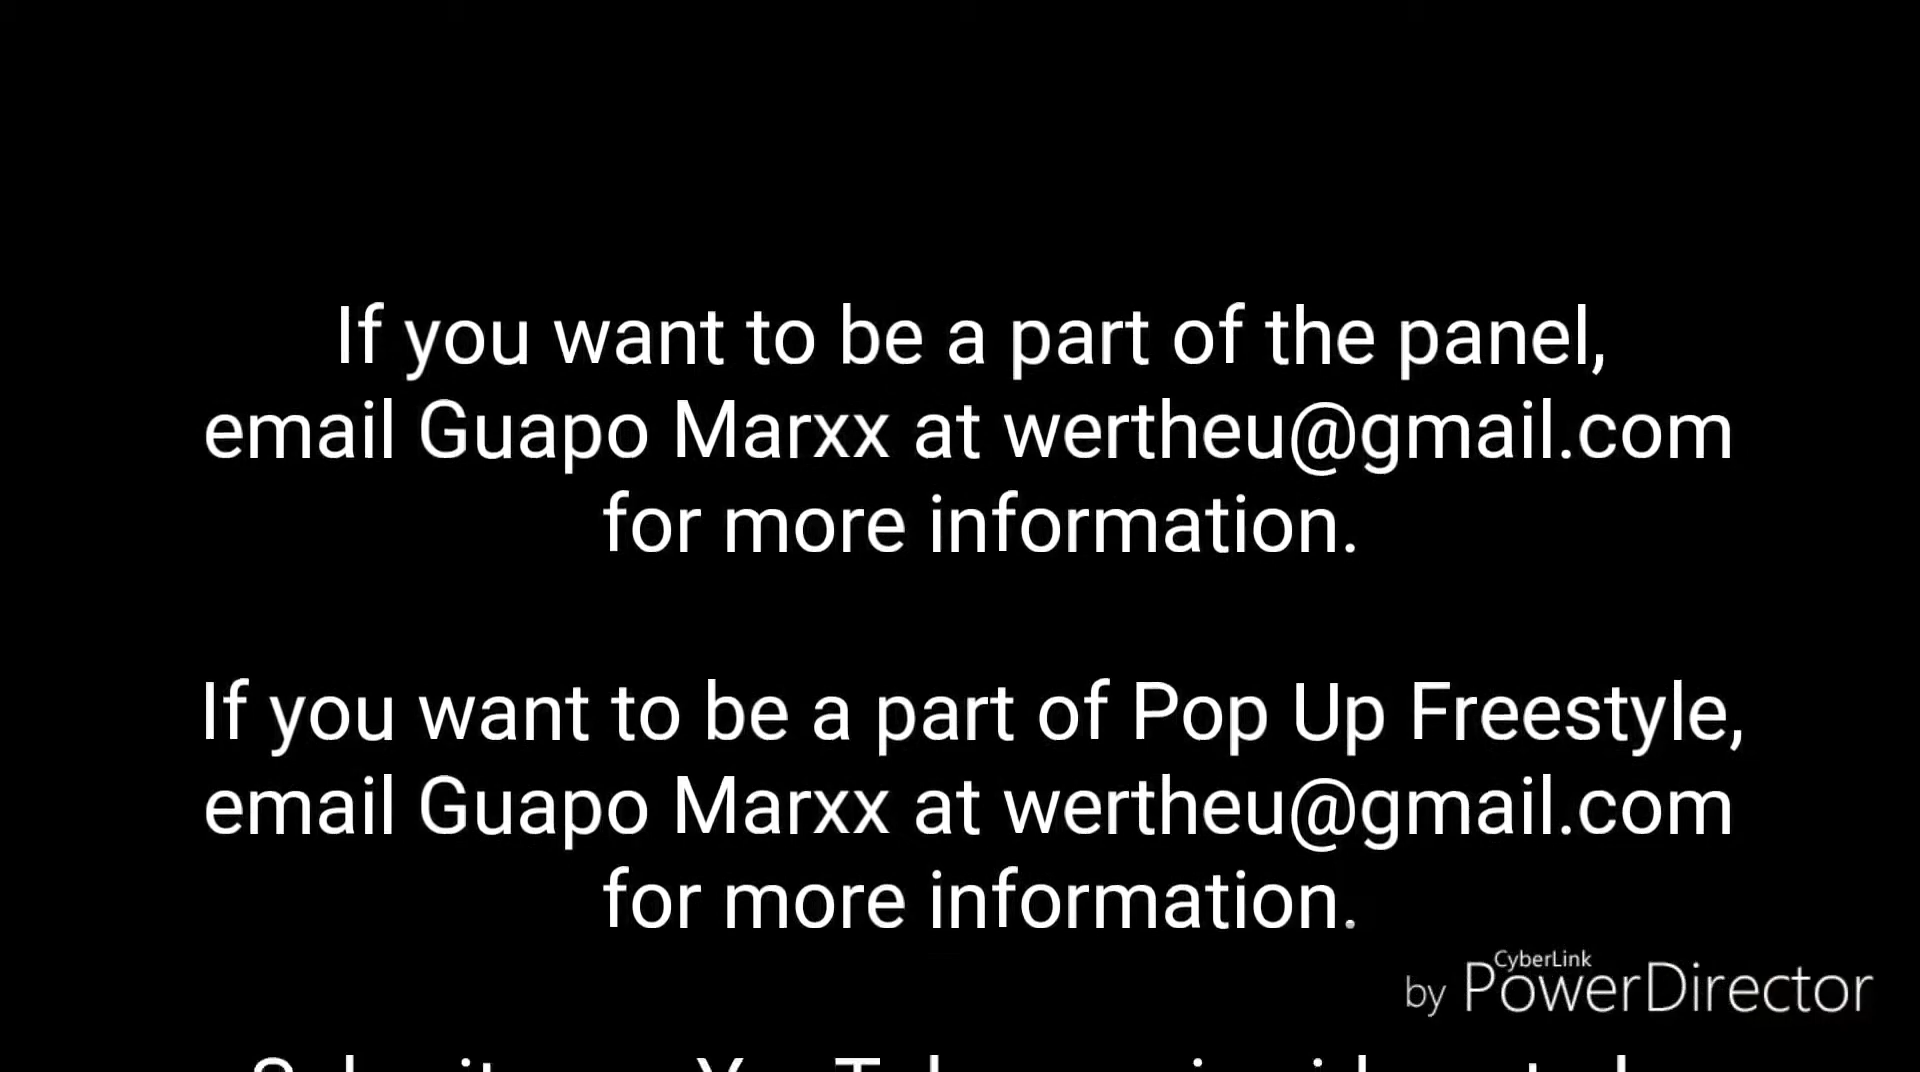 If you want to be a part of the panel,
email Guapo Marxx at wertheu@gmail.com
for more information.
If you want to be a part of Pop Up Freestyle,
email Guapo Marxx at wertheu@gmail.com
for more information.
CyberLink
by PowerDirector